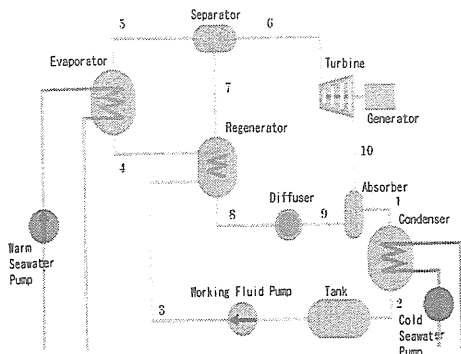 Separator
5
6
Evaporator
Turbine
7
Regenerator
Generator
4
10
Absorber
Diffuser
1
8
9
Condenser
Warm
Seawater
Pump
Working Fluid Pump
Tank
3
2
Cold
Seawater
Pump